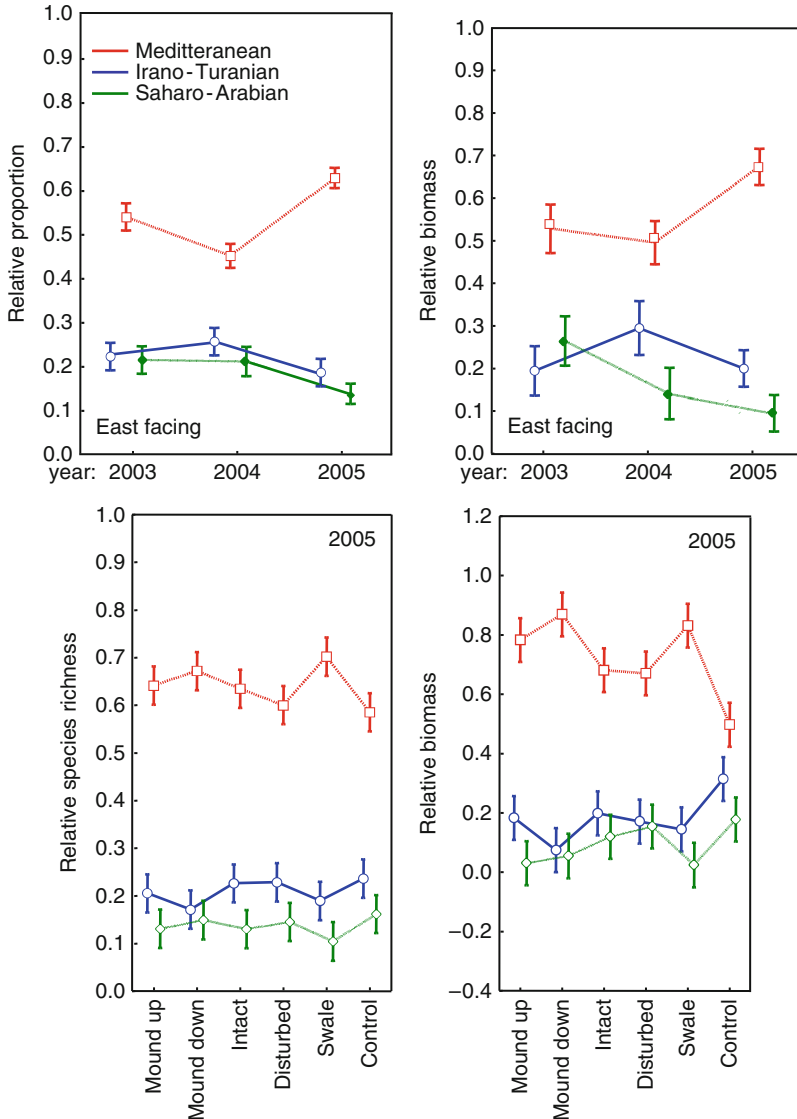 1.0
0.9
0.8
0.7
0.6
0.5
0.4
0.3
0.2
0.1
0.0
Relative proportion
Meditteranean
Irano-Turanian
Saharo-Arabian
East facing
year: 2003 2004 2005
1.0
0.9
0.8
0.7
0.6
0.5
0.4
0.3
0.2
0.1
0.0
Relative biomass
East facing
year: 2003 2004 2005
1.0
0.9
0.8
0.7
0.6
0.5
0.4
0.3
0.2
0.1
0.0
Relative species richness
2005
Mound up
Mound down
Intact
Disturbed
Swale
Control
1.2
1.0
0.8
0.6
0.4
0.2
0.0
−0.2
−0.4
Relative biomass
2005
Mound up
Mound down
Intact
Disturbed
Swale
Control